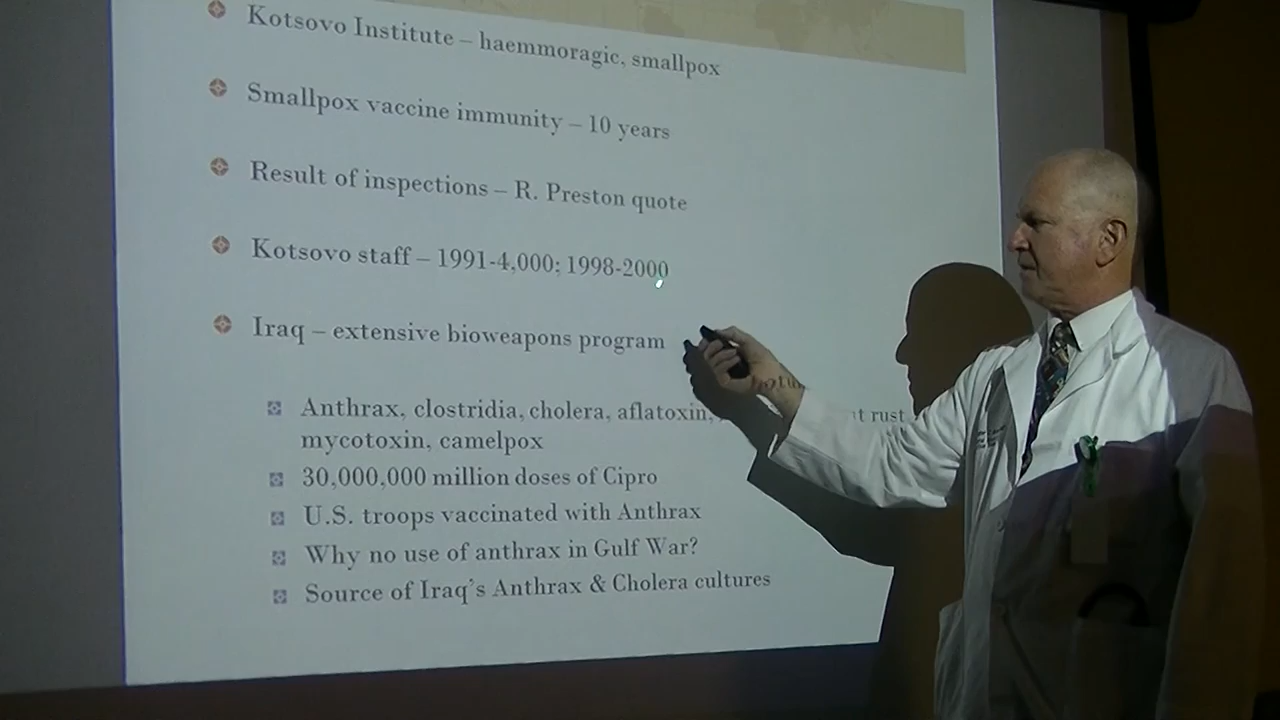 Kotsovo Institute – haemmoragic, smallpox
Smallpox vaccine immunity – 10 years
Result of inspections – R. Preston quote
Kotsovo staff – 1991-4,000; 1998-2000
Iraq – extensive bioweapons program
Anthrax, clostridia, cholera, aflatoxin, t rust
mycotoxin, camelpox
30,000,000 million doses of Cipro
U.S. troops vaccinated with Anthrax
Why no use of anthrax in Gulf War?
Source of Iraq's Anthrax & Cholera cultures